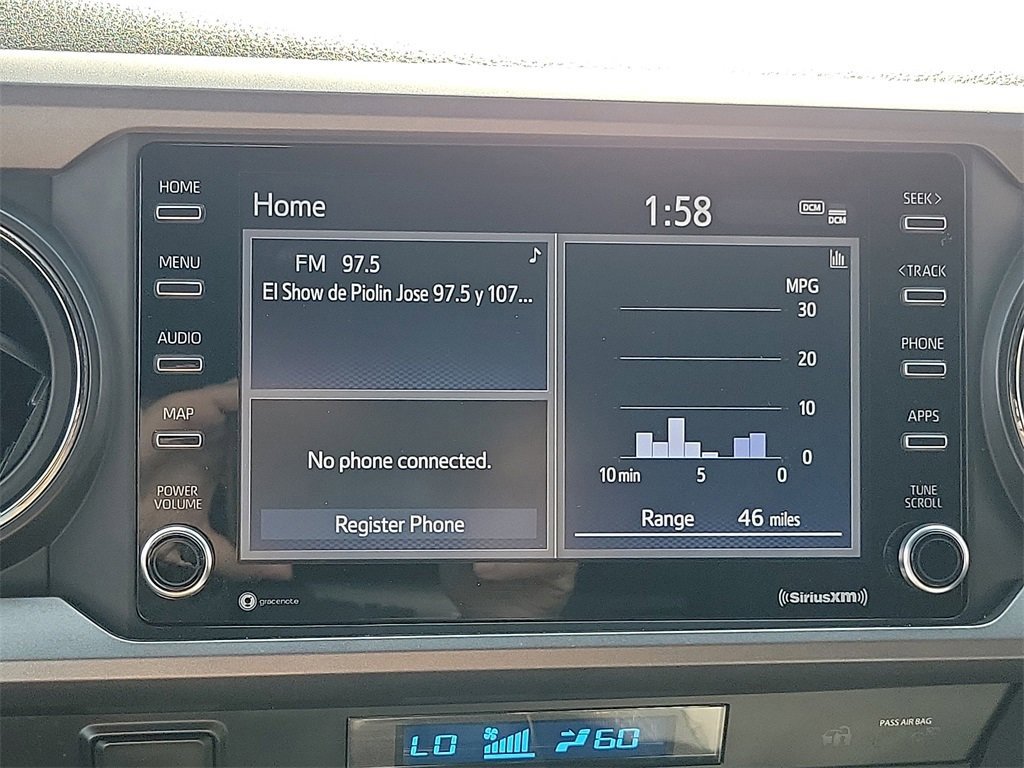 HOME
MENU
AUDIO
MAP
POWER
VOLUME
Home
1:58
DCM
DCM
FM 97.5
El Show de Piolin Jose 97.5 y 107...
No phone connected.
Register Phone
MPG
30
20
10
0
10 min 5 0
Range 46 miles
SEEK>
<TRACK
PHONE
APPS
TUNE
SCROLL
g gracenote
((SiriusXM))
LO 60
PASS AIR BAG